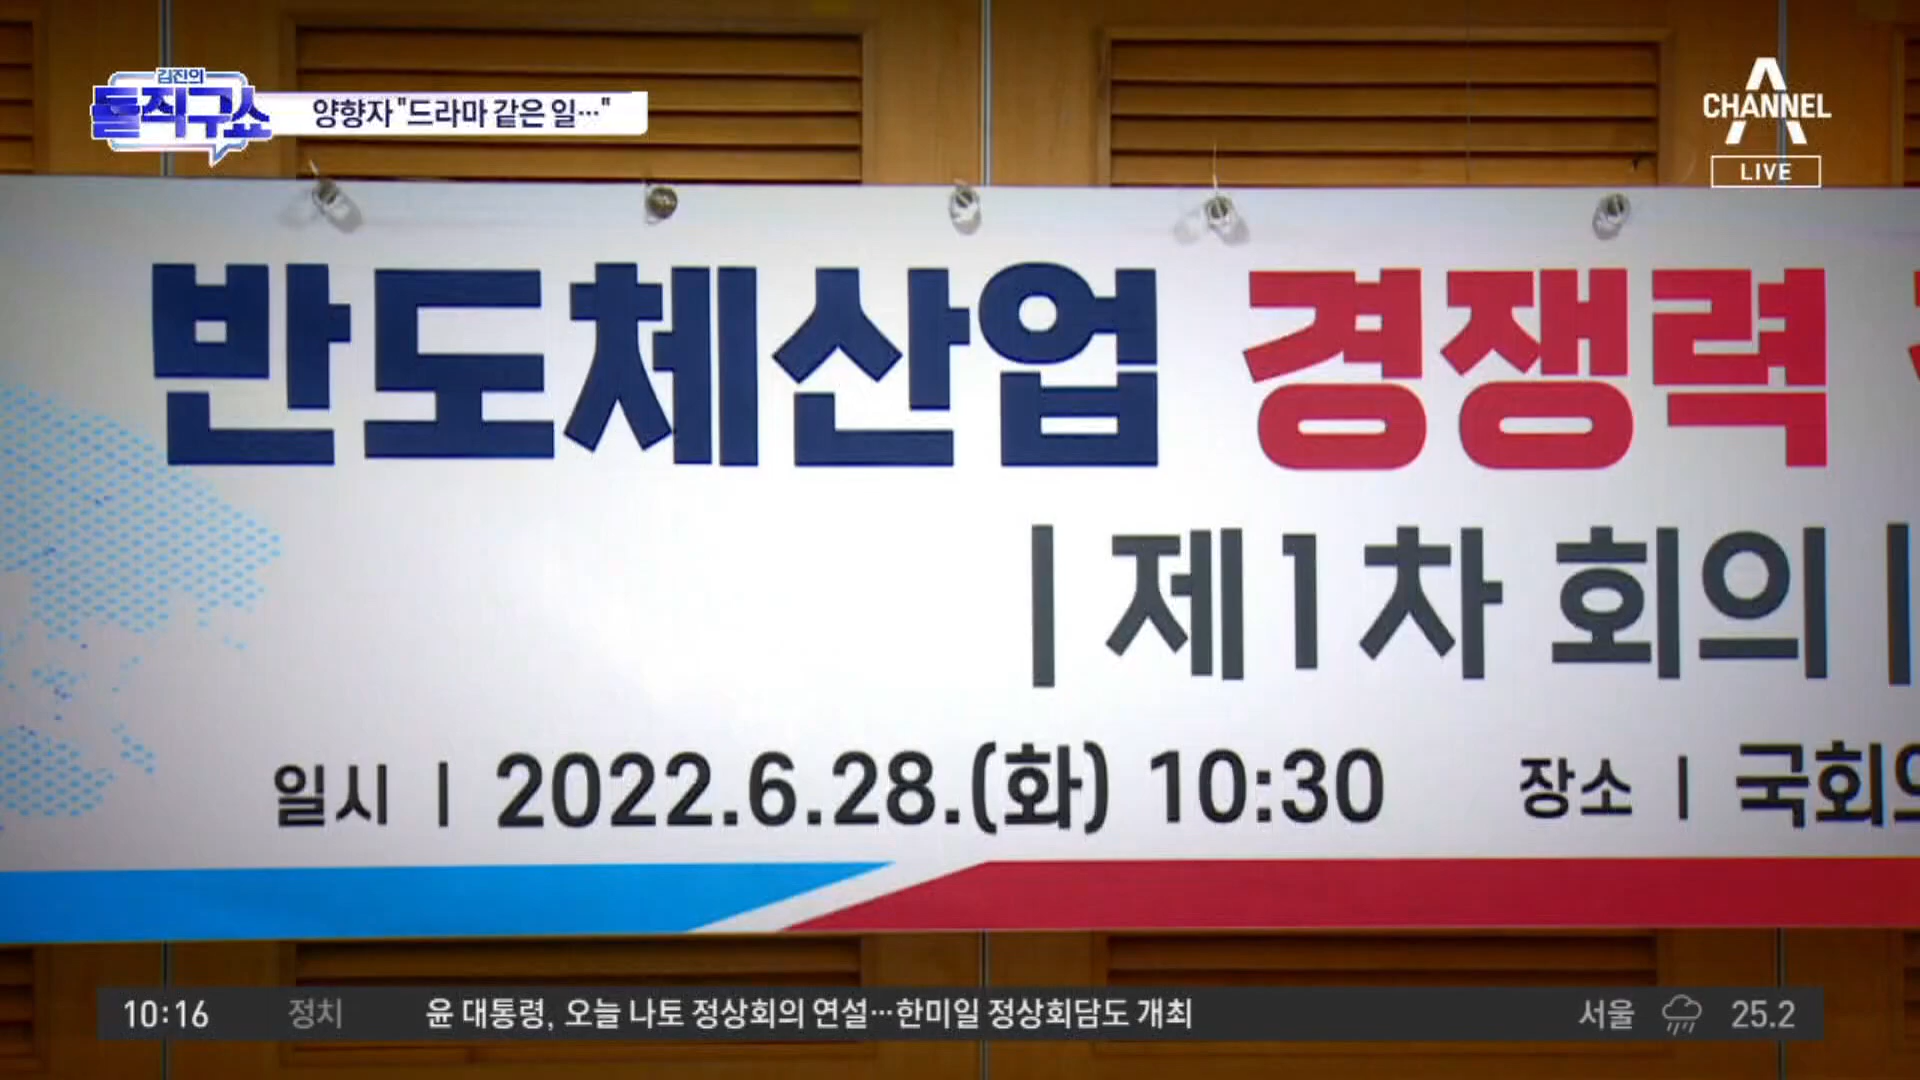 김진의
돌직구쇼
양향자 "드라마 같은 일…"
CHANNEL A
LIVE
반도체산업 경쟁력
| 제1차 회의 |
일시 | 2022.6.28.(화) 10:30 장소 |
10:16 정치 윤 대통령, 오늘 나토 정상회의 연설…한미일 정상회담도 개최 서울 25.2